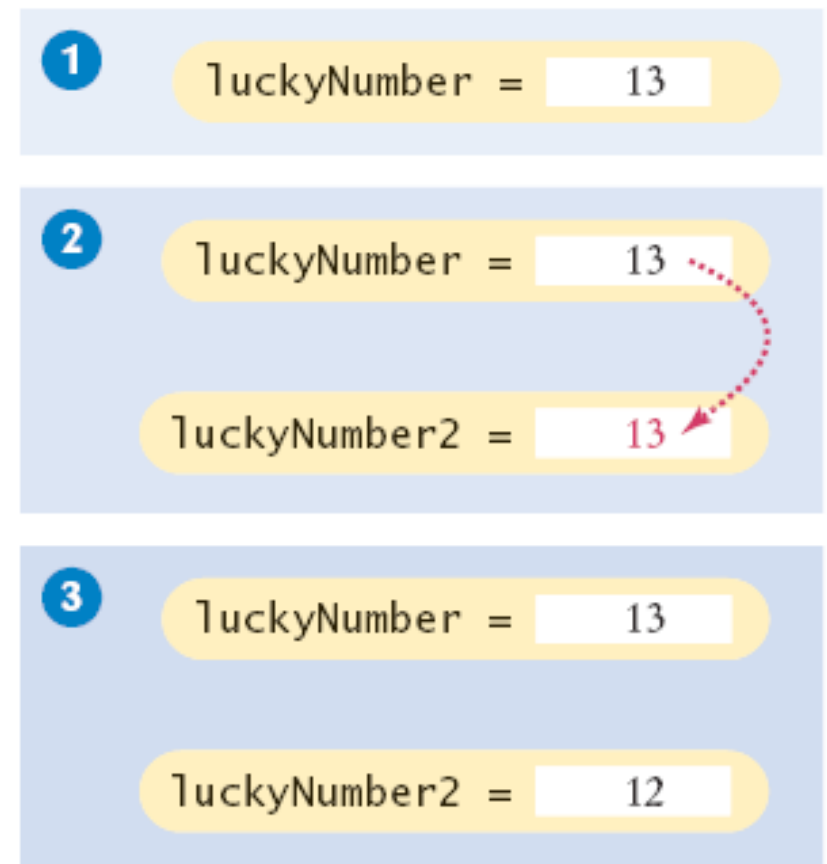 1 luckyNumber = 13
2 luckyNumber = 13
luckyNumber2 = 13
3 luckyNumber = 13
luckyNumber2 = 12